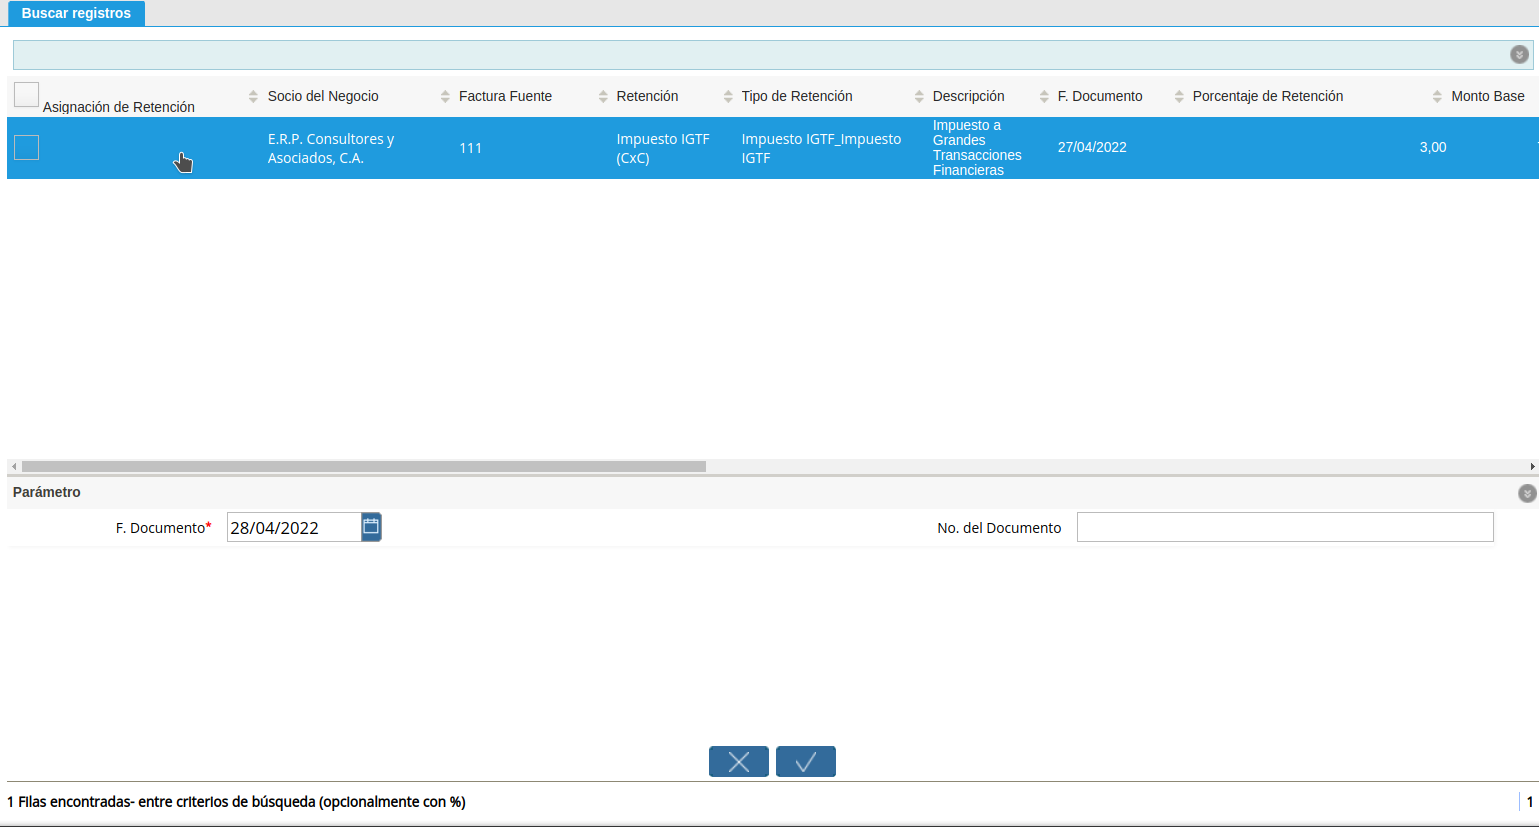 Buscar registros
Asignación de Retención
Socio del Negocio
Factura Fuente
Retención
Tipo de Retención
Descripción
F. Documento
Porcentaje de Retención
Monto Base
E.R.P. Consultores y
Asociados, C.A.
111
Impuesto IGTF
(CxC)
Impuesto IGTF_Impuesto
IGTF
Impuesto a
Grandes
Transacciones
Financieras
27/04/2022
3,00
Parámetro
F. Documento*
28/04/2022
No. del Documento
1 Filas encontradas- entre criterios de búsqueda (opcionalmente con %)
1